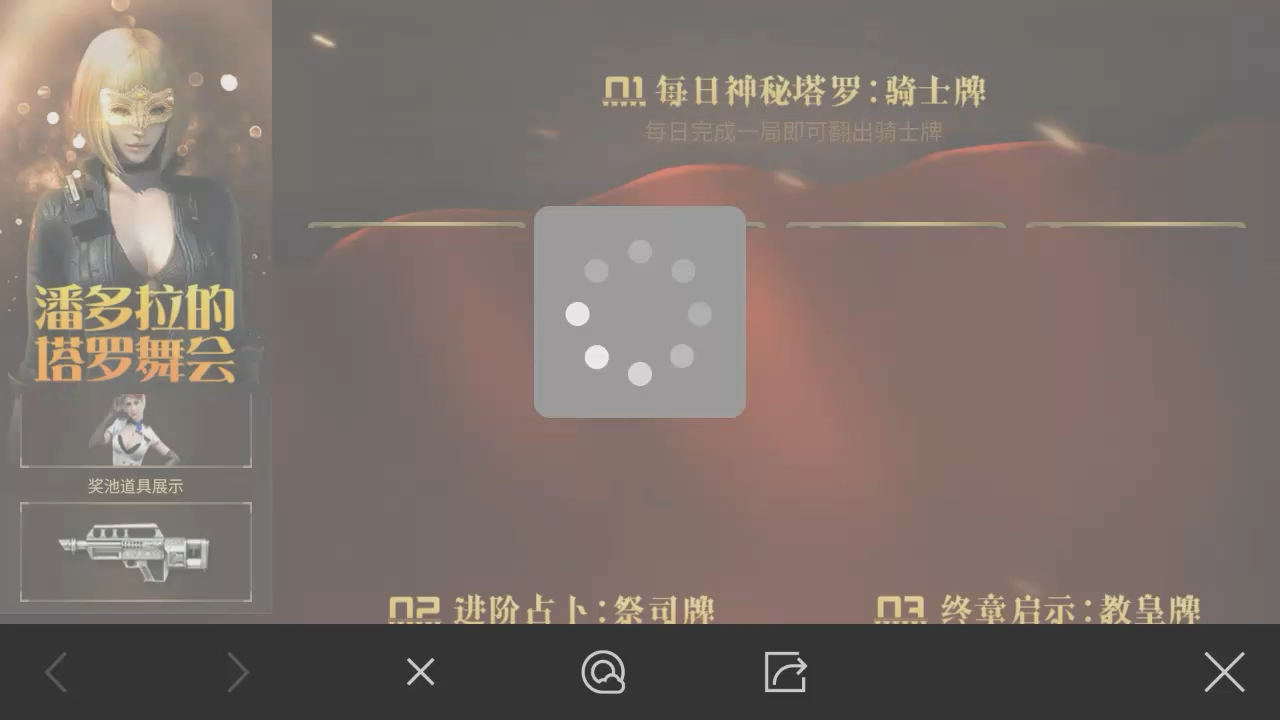 01 每日神秘塔罗:骑士牌
每日完成一局即可翻出骑士牌
潘多拉的
塔罗舞会
奖池道具展示
02 进阶占卜:祭司牌
03 终章启示:教皇牌